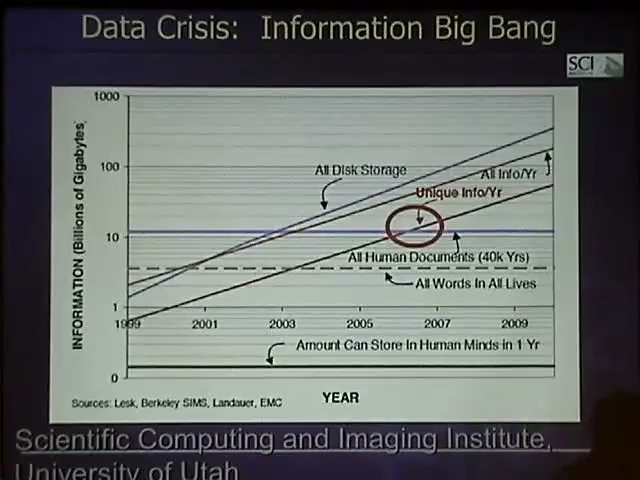 Data Crisis: Information Big Bang
SCI
1000
100
10
1
0
INFORMATION (Billions of Gigabytes)
All Disk Storage
All Info/Yr
Unique Info/Yr
All Human Documents (40k Yrs)
All Words In All Lives
1999 2001 2003 2005 2007 2009
Amount Can Store In Human Minds in 1 Yr
YEAR
Sources: Lesk, Berkeley SIMS, Landauer, EMC
Scientific Computing and Imaging Institute,
University of Utah